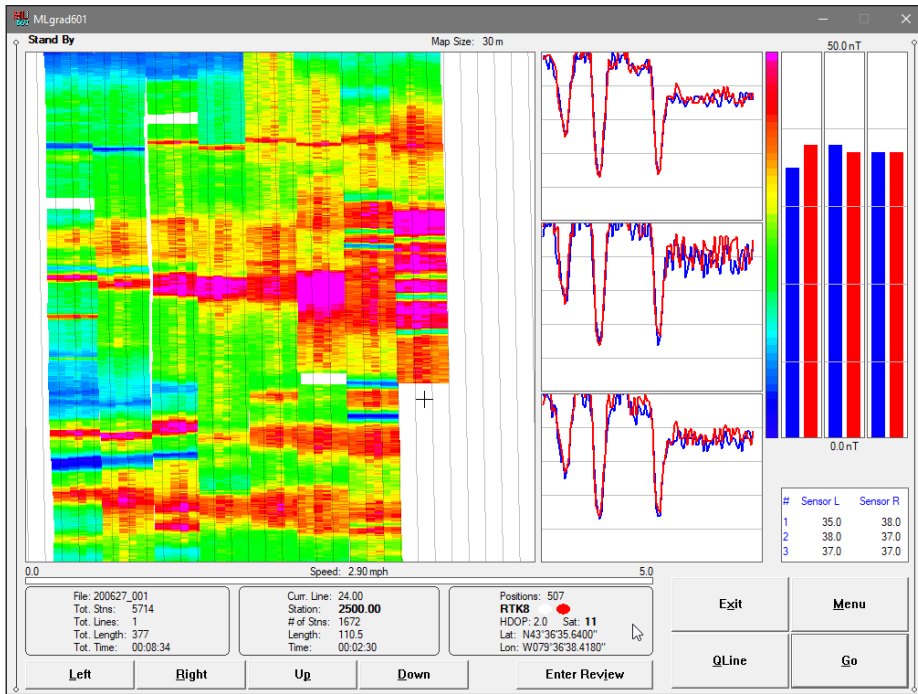 MLgrad601
Stand By
Map Size: 30 m
50.0 nT
0.0 nT
# Sensor L Sensor R
1 35.0 38.0
2 38.0 37.0
3 37.0 37.0
0.0 Speed: 2.90 mph 5.0
File: 200627_001
Tot. Stns: 5714
Tot. Lines: 1
Tot. Length: 377
Tot. Time: 00:08:34
Curr. Line: 24.00
Station: 2500.00
# of Stns: 1672
Length: 110.5
Time: 00:02:30
Positions: 507
RTK8
HDOP: 2.0 Sat: 11
Lat: N43°36'35.6400"
Lon: W079°36'38.4180"
Exit
Menu
QLine
Go
Left
Right
Up
Down
Enter Review